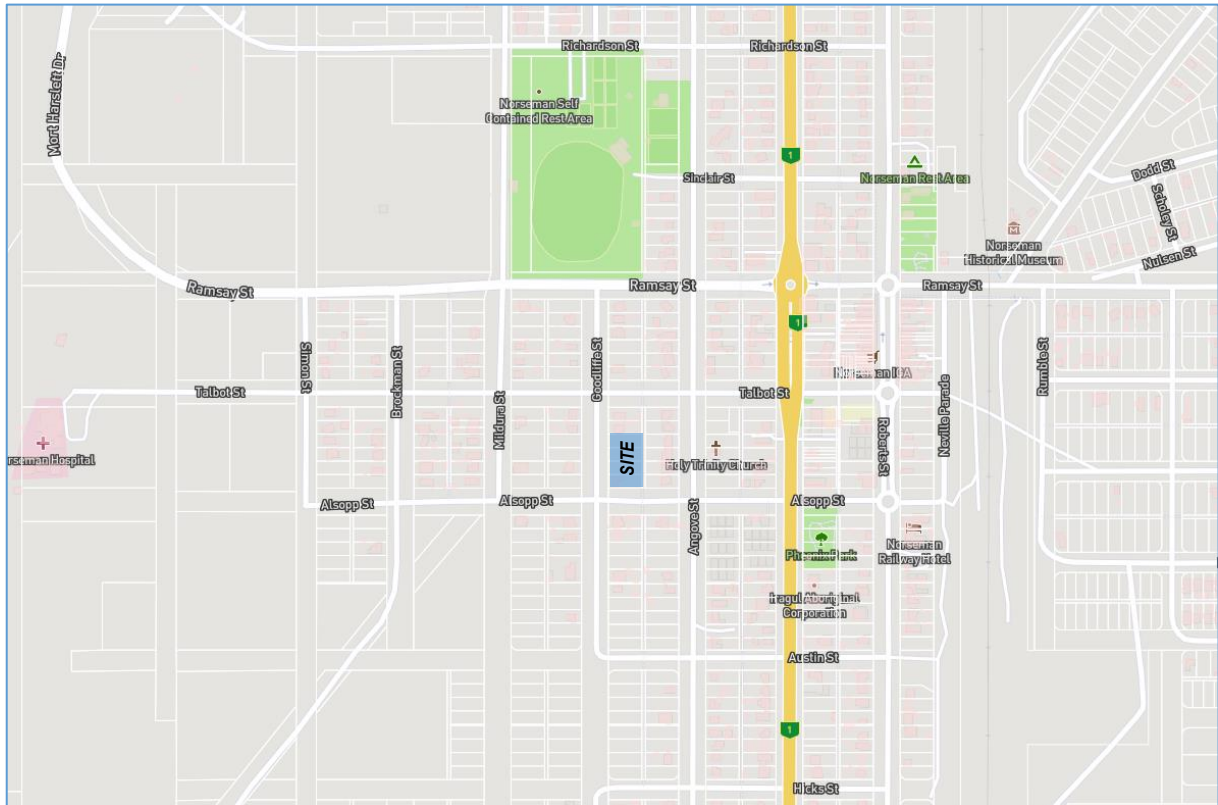 Richardson St
Richardson St
Mort Harslett Dr
Norseman Self
Contained Rest Area
1
Sinclair St
Norseman Rest Area
Dodd St
Scholey St
Norseman
Historical Museum
Nulsen St
Ramsay St
Ramsay St
Ramsay St
1
Simon St
Brockman St
Mildura St
Goodliffe St
Norseman IGA
Rumble St
Talbot St
Talbot St
Neville Parade
Roberts St
SITE
Holy Trinity Church
rseman Hospital
Alsopp St
Alsopp St
Alsopp St
Angove St
Norseman
Railway Hotel
Pheonix Park
ragul Aboriginal
Corporation
Austin St
1
Hicks St